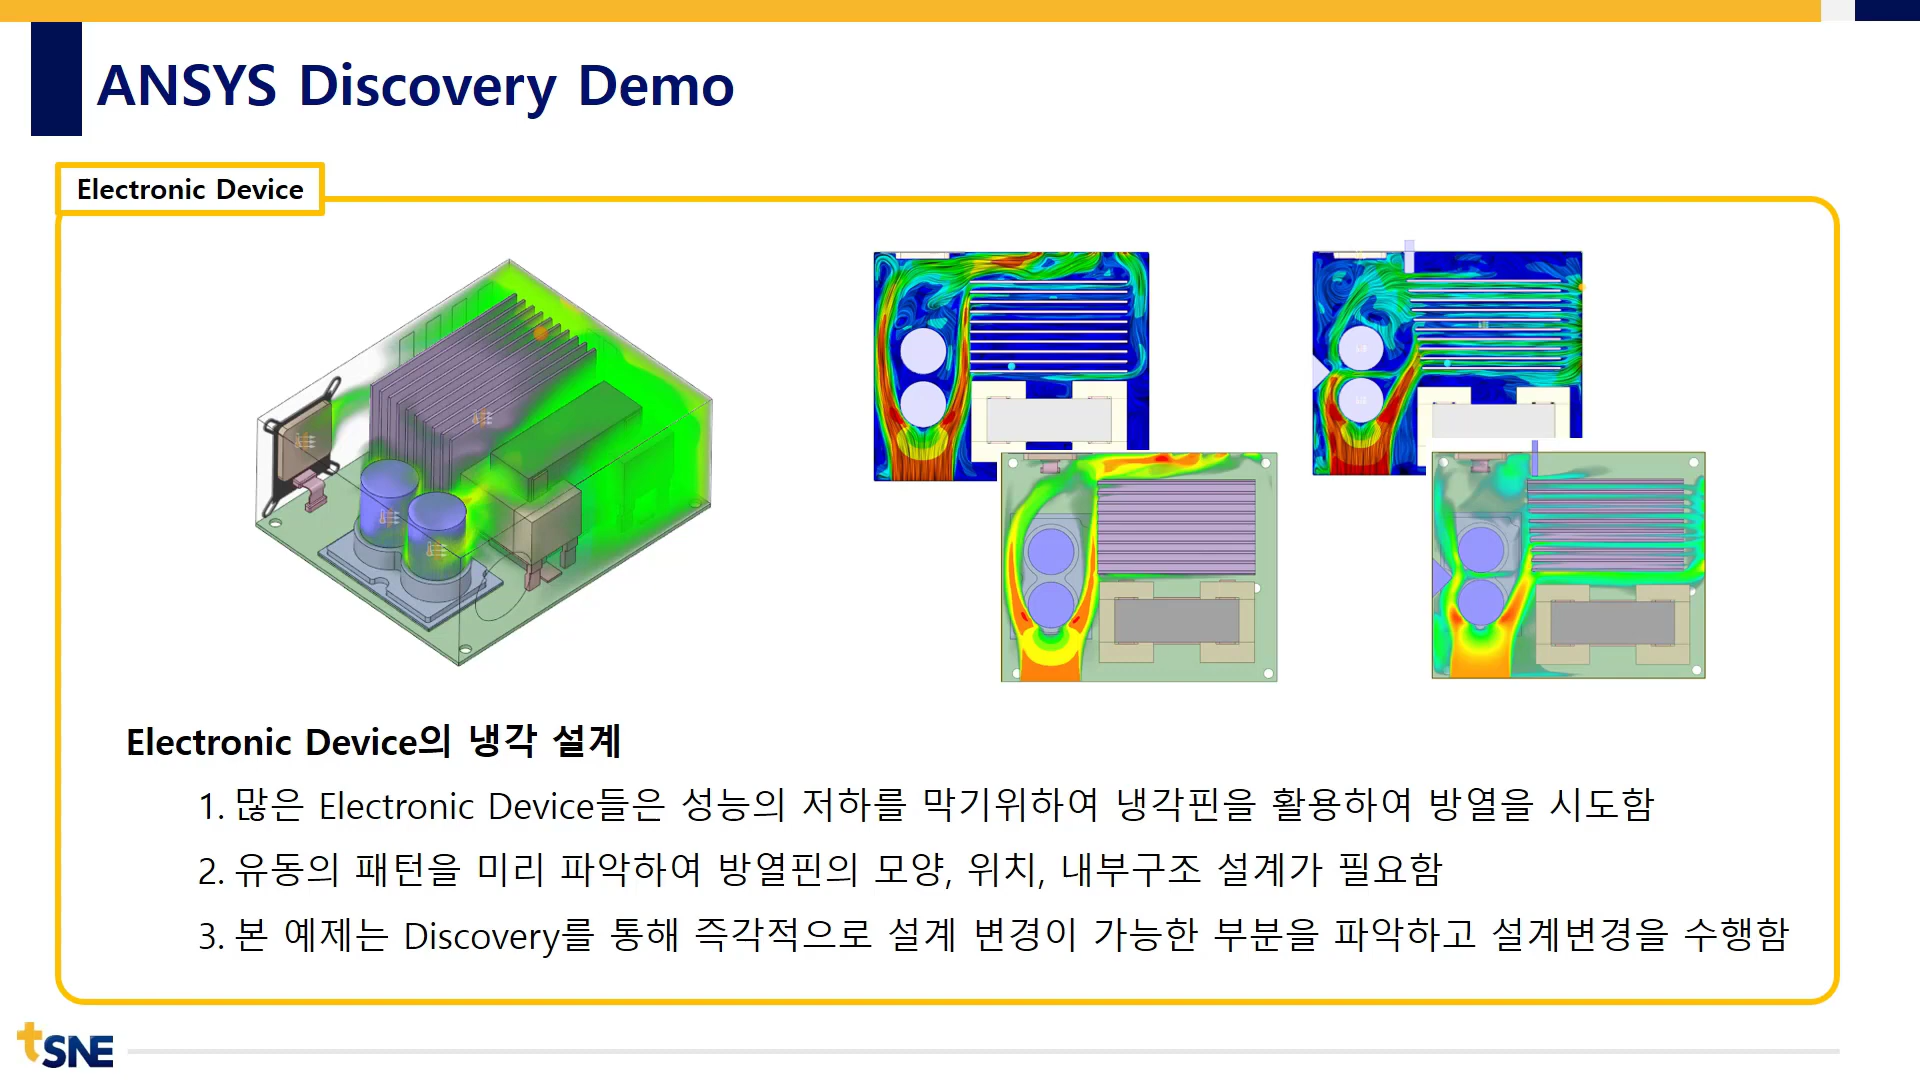 ANSYS Discovery Demo
Electronic Device
Electronic Device의 냉각 설계
1. 많은 Electronic Device들은 성능의 저하를 막기위하여 냉각핀을 활용하여 방열을 시도함
2. 유동의 패턴을 미리 파악하여 방열핀의 모양, 위치, 내부구조 설계가 필요함
3. 본 예제는 Discovery를 통해 즉각적으로 설계 변경이 가능한 부분을 파악하고 설계변경을 수행함
tSNE